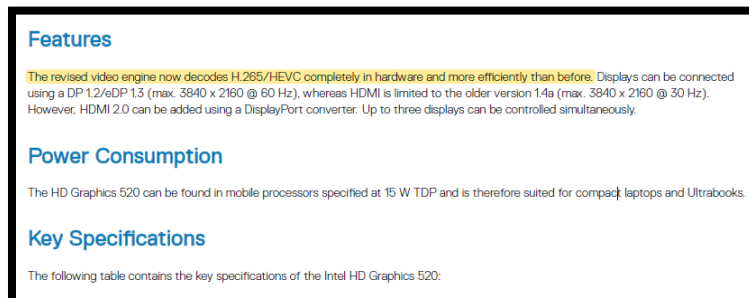 Features
The revised video engine now decodes H.265/HEVC completely in hardware and more efficiently than before. Displays can be connected
using a DP 1.2/eDP 1.3 (max. 3840 x 2160 @ 60 Hz), whereas HDMI is limited to the older version 1.4a (max. 3840 x 2160 @ 30 Hz).
However, HDMI 2.0 can be added using a DisplayPort converter. Up to three displays can be controlled simultaneously.
Power Consumption
The HD Graphics 520 can be found in mobile processors specified at 15 W TDP and is therefore suited for compact laptops and Ultrabooks.
Key Specifications
The following table contains the key specifications of the Intel HD Graphics 520: